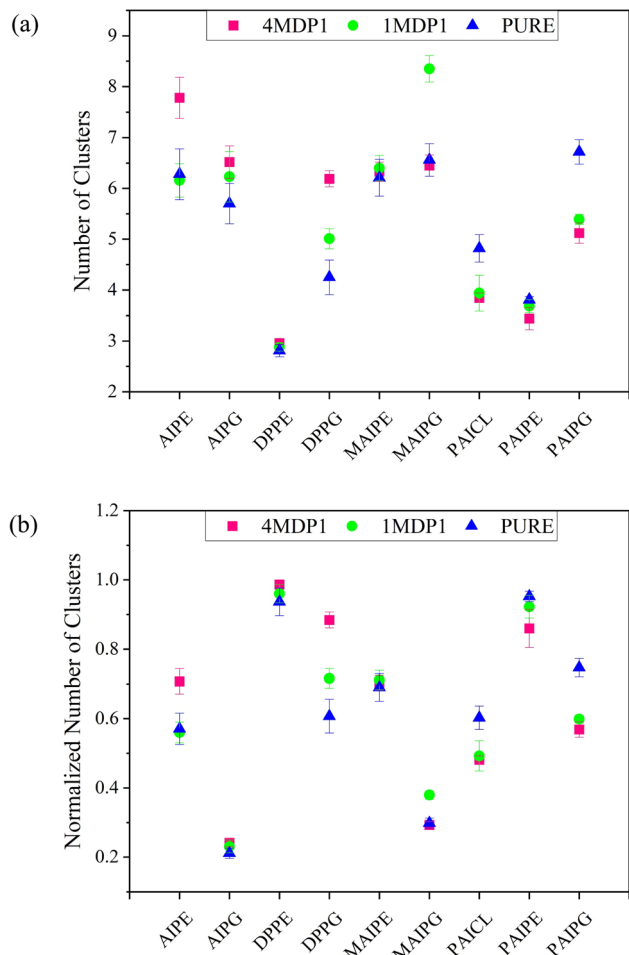 (a)
4MDP1 1MDP1 PURE
9
8
7
6
5
4
3
2
Number of Clusters
AIPE AIPG DPPE DPPG MAIPE MAIPG PAICL PAIPE PAIPG
(b)
4MDP1 1MDP1 PURE
1.2
1.0
0.8
0.6
0.4
0.2
Normalized Number of Clusters
AIPE AIPG DPPE DPPG MAIPE MAIPG PAICL PAIPE PAIPG